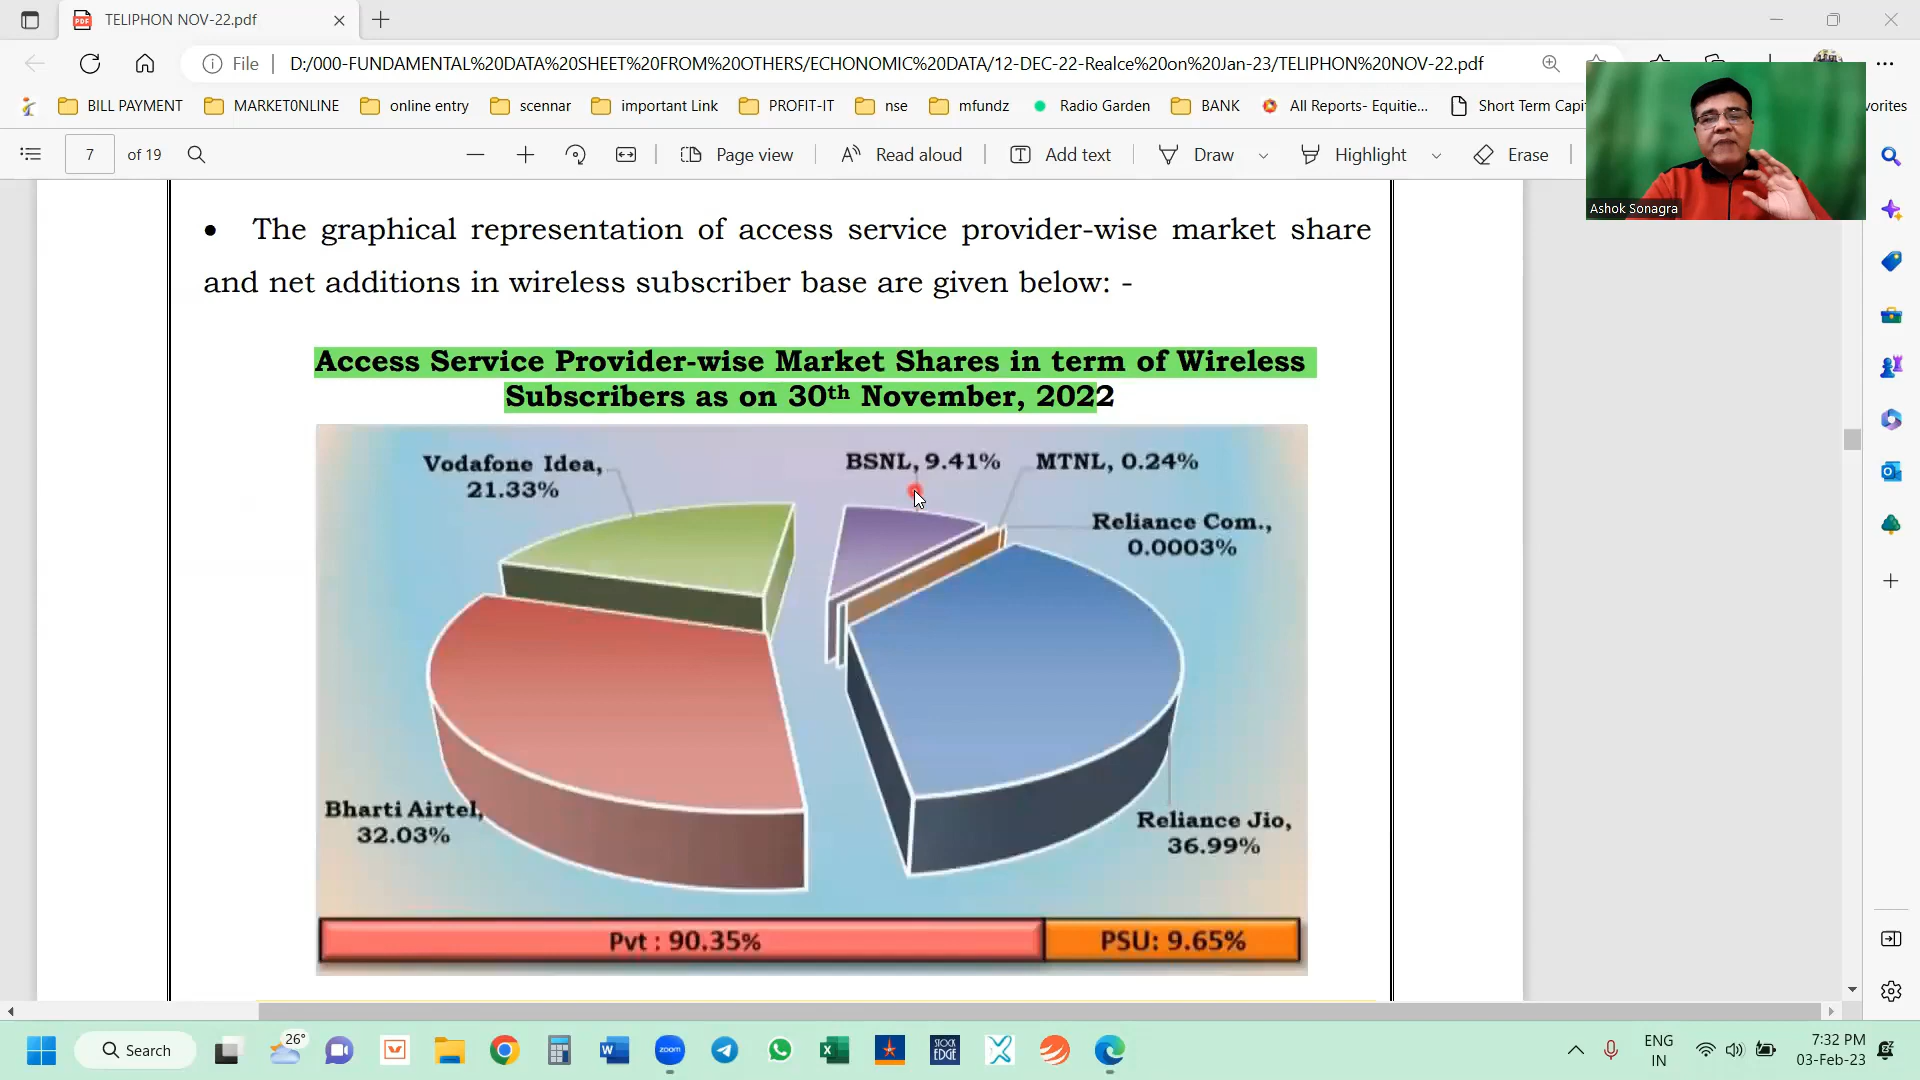 TELIPHON NOV-22.pdf
File
D:/000-FUNDAMENTAL%20DATA%20SHEET%20FROM%20OTHERS/ECHONOMIC%20DATA/12-DEC-22-Realce%20on%20Jan-23/TELIPHON%20NOV-22.pdf
BILL PAYMENT MARKET0NLINE online entry scennar important Link PROFIT-IT nse mfundz Radio Garden BANK All Reports- Equitie... Short Term Capi vorites
7 of 19 Page view Read aloud Add text Draw Highlight Erase
Ashok Sonagra
• The graphical representation of access service provider-wise market share
and net additions in wireless subscriber base are given below: -
Access Service Provider-wise Market Shares in term of Wireless
Subscribers as on 30th November, 2022
Vodafone Idea,
21.33%
BSNL, 9.41%
MTNL, 0.24%
Reliance Com.,
0.0003%
Bharti Airtel,
32.03%
Reliance Jio,
36.99%
Pvt : 90.35%
PSU: 9.65%
Search
26°
zoom
STOCK
EDGE
ENG
IN
7:32 PM
03-Feb-23